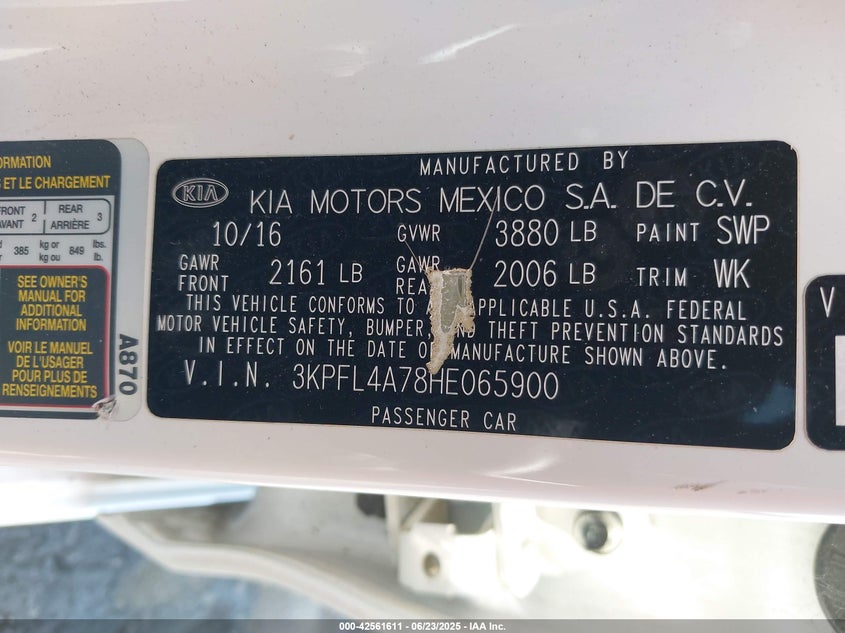 ORMATION
S ET LE CHARGEMENT
FRONT
AVANT 2
REAR
ARRIÈRE 3
385 kg or
kg ou 849 lbs.
lb.
SEE OWNER'S
MANUAL FOR
ADDITIONAL
INFORMATION
VOIR LE MANUEL
DE L'USAGER
POUR PLUS DE
RENSEIGNEMENTS
A870
MANUFACTURED BY
KIA KIA MOTORS MEXICO S.A. DE C.V.
10/16 GVWR 3880 LB PAINT SWP
GAWR
FRONT 2161 LB GAWR
REA 2006 LB TRIM WK
THIS VEHICLE CONFORMS TO APPLICABLE U.S.A. FEDERAL
MOTOR VEHICLE SAFETY, BUMPER ND THEFT PREVENTION STANDARDS
IN EFFECT ON THE DATE OF MANUFACTURE SHOWN ABOVE.
V.I.N. 3KPFL4A78HE065900
PASSENGER CAR
V
000-42561611 - 06/23/2025 - IAA Inc.